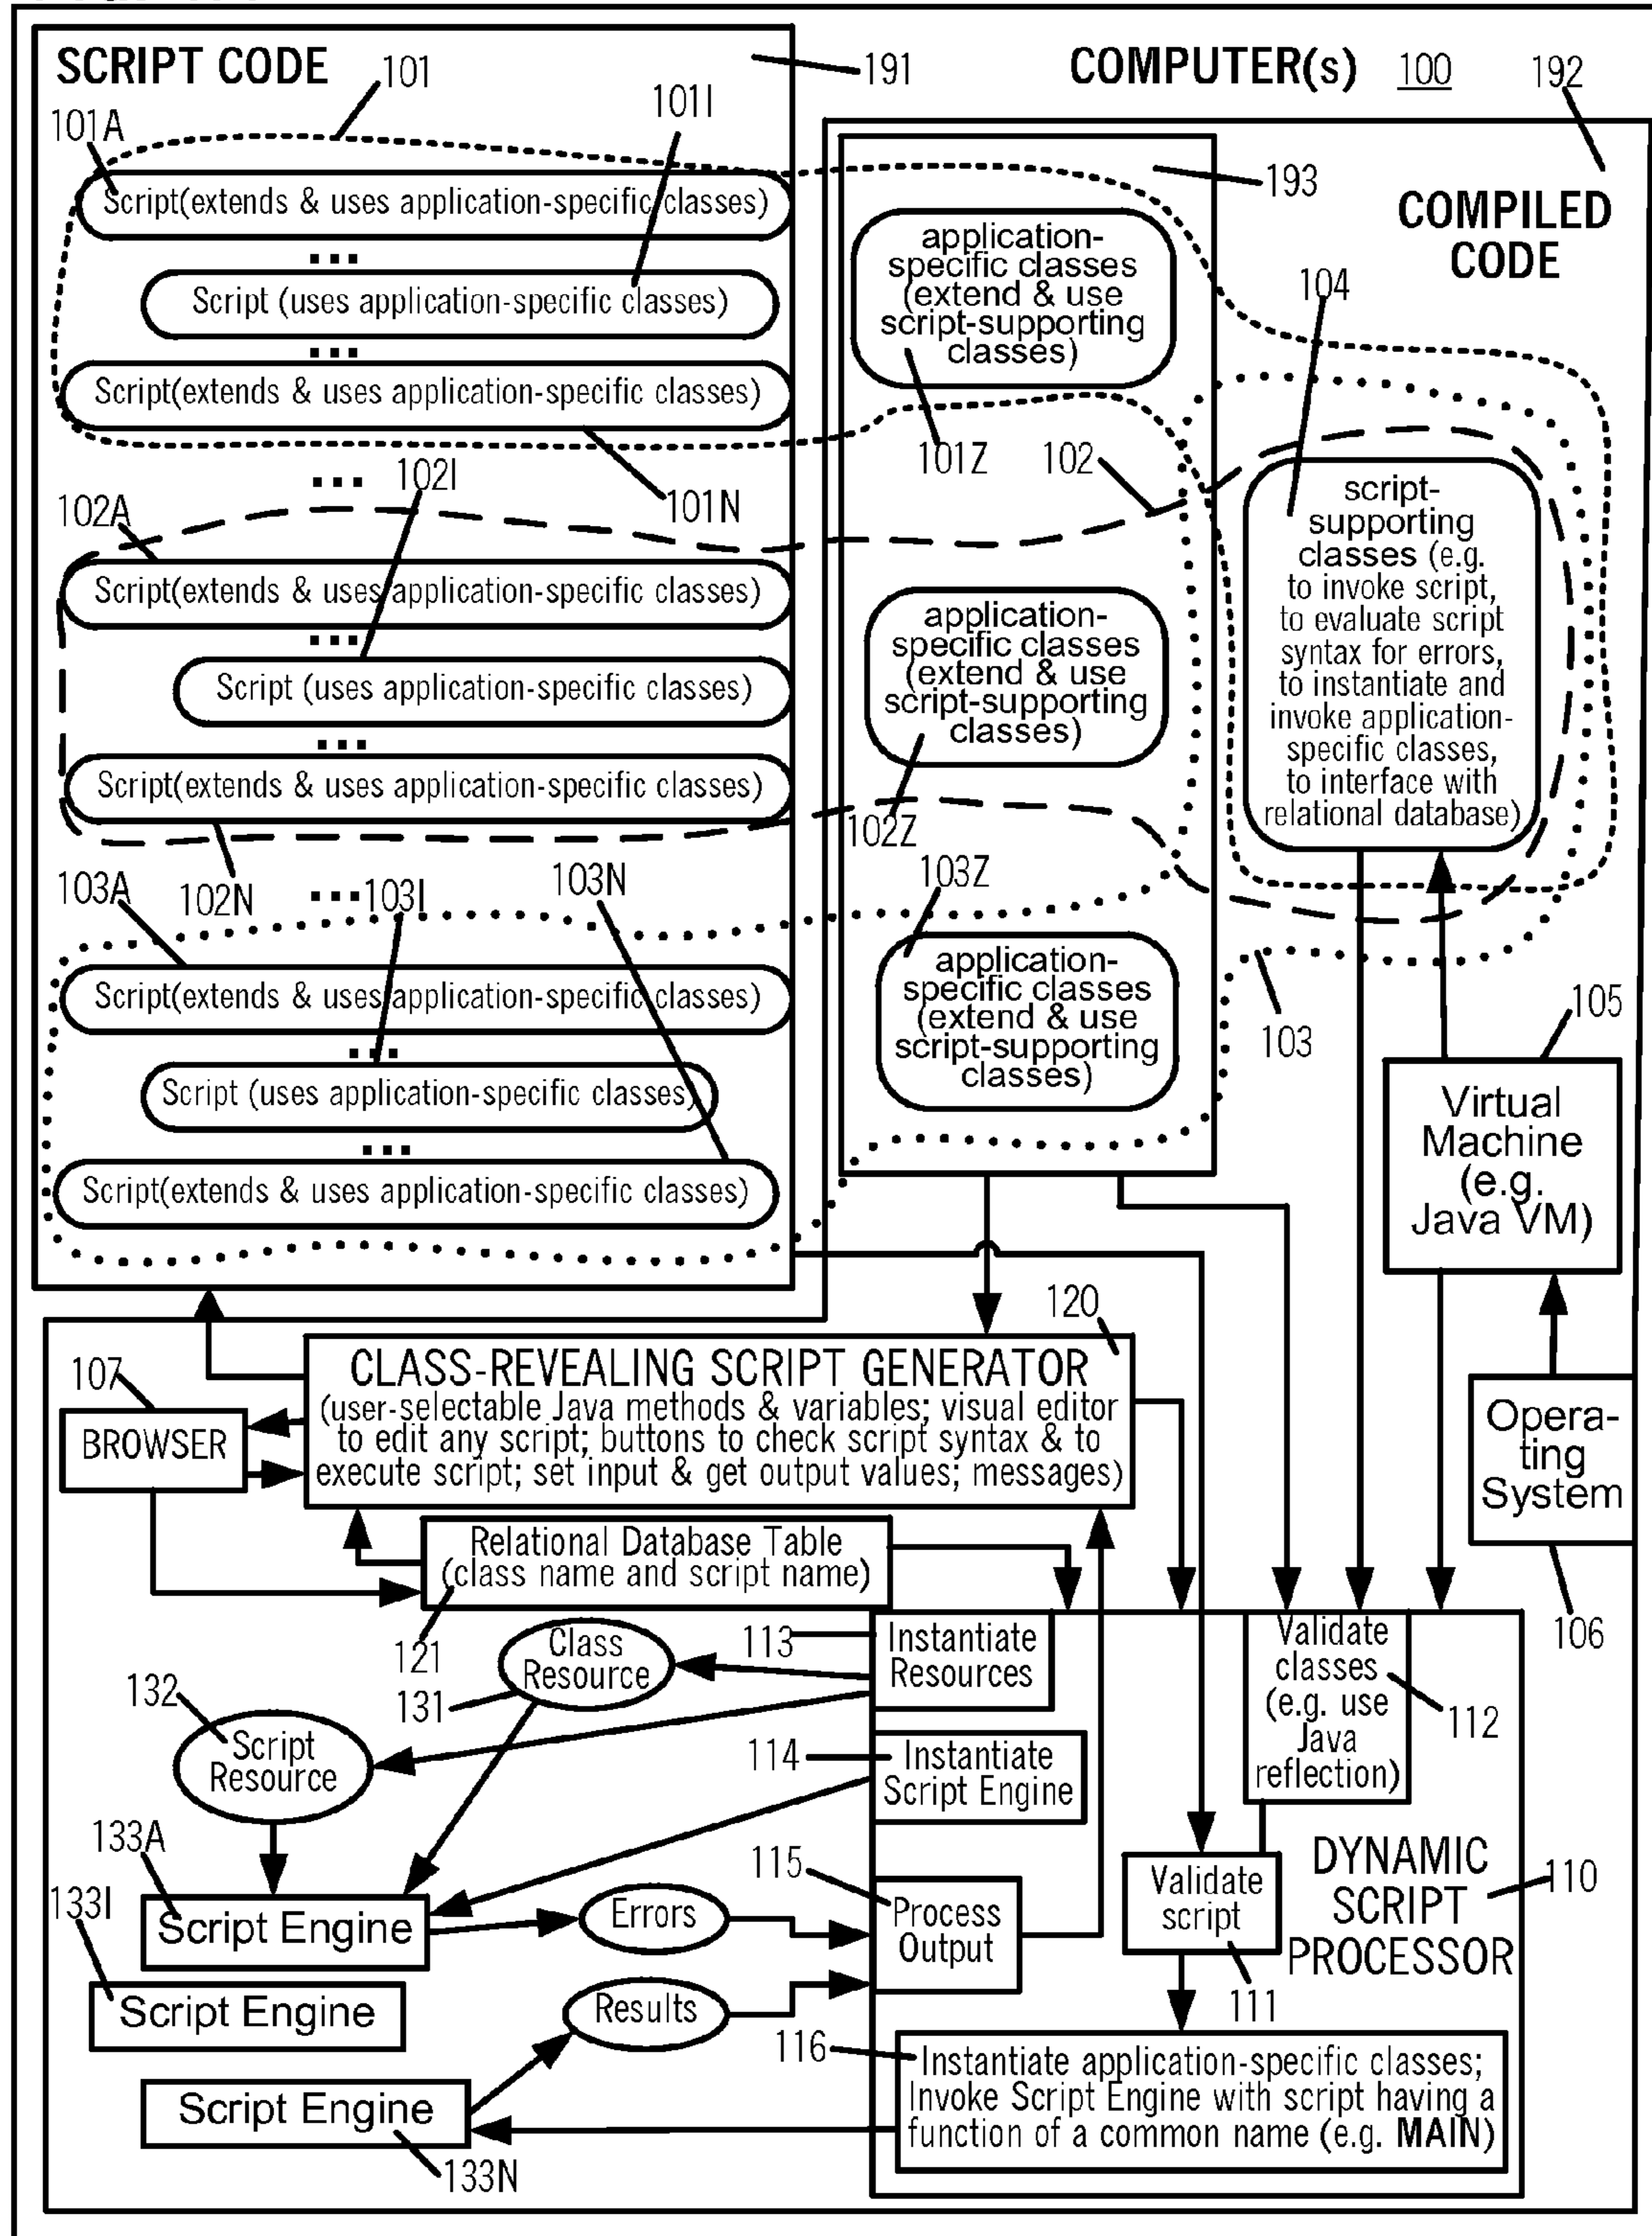 SCRIPT CODE
101
191
COMPUTER(s) 100
192
101I
101A
193
Script(extends & uses application-specific classes)
...
Script (uses application-specific classes)
...
Script(extends & uses application-specific classes)
application-
specific classes
(extend & use
script-supporting
classes)
COMPILED
CODE
104
101Z
102
101N
...
102I
102A
Script(extends & uses application-specific classes)
...
Script (uses application-specific classes)
...
Script(extends & uses application-specific classes)
application-
specific classes
(extend & use
script-supporting
classes)
script-
supporting
classes (e.g.
to invoke script,
to evaluate script
syntax for errors,
to instantiate and
invoke application-
specific classes,
to interface with
relational database)
102Z
103A
102N
...
103I
103N
103Z
Script(extends & uses application-specific classes)
...
Script (uses application-specific classes)
...
Script(extends & uses application-specific classes)
application-
specific classes
(extend & use
script-supporting
classes)
103
105
Virtual
Machine
(e.g.
Java VM)
120
107
BROWSER
CLASS-REVEALING SCRIPT GENERATOR
(user-selectable Java methods & variables; visual editor
to edit any script; buttons to check script syntax & to
execute script; set input & get output values; messages)
Opera-
ting
System
106
Relational Database Table
(class name and script name)
121
Class
Resource
131
113
Instantiate
Resources
Validate
classes
(e.g. use
Java
reflection)
112
132
Script
Resource
114
Instantiate
Script Engine
133A
Script Engine
133I
Script Engine
Errors
115
Process
Output
Validate
script
111
DYNAMIC
SCRIPT
PROCESSOR
110
Results
116
Instantiate application-specific classes;
Invoke Script Engine with script having a
function of a common name (e.g. MAIN)
Script Engine
133N